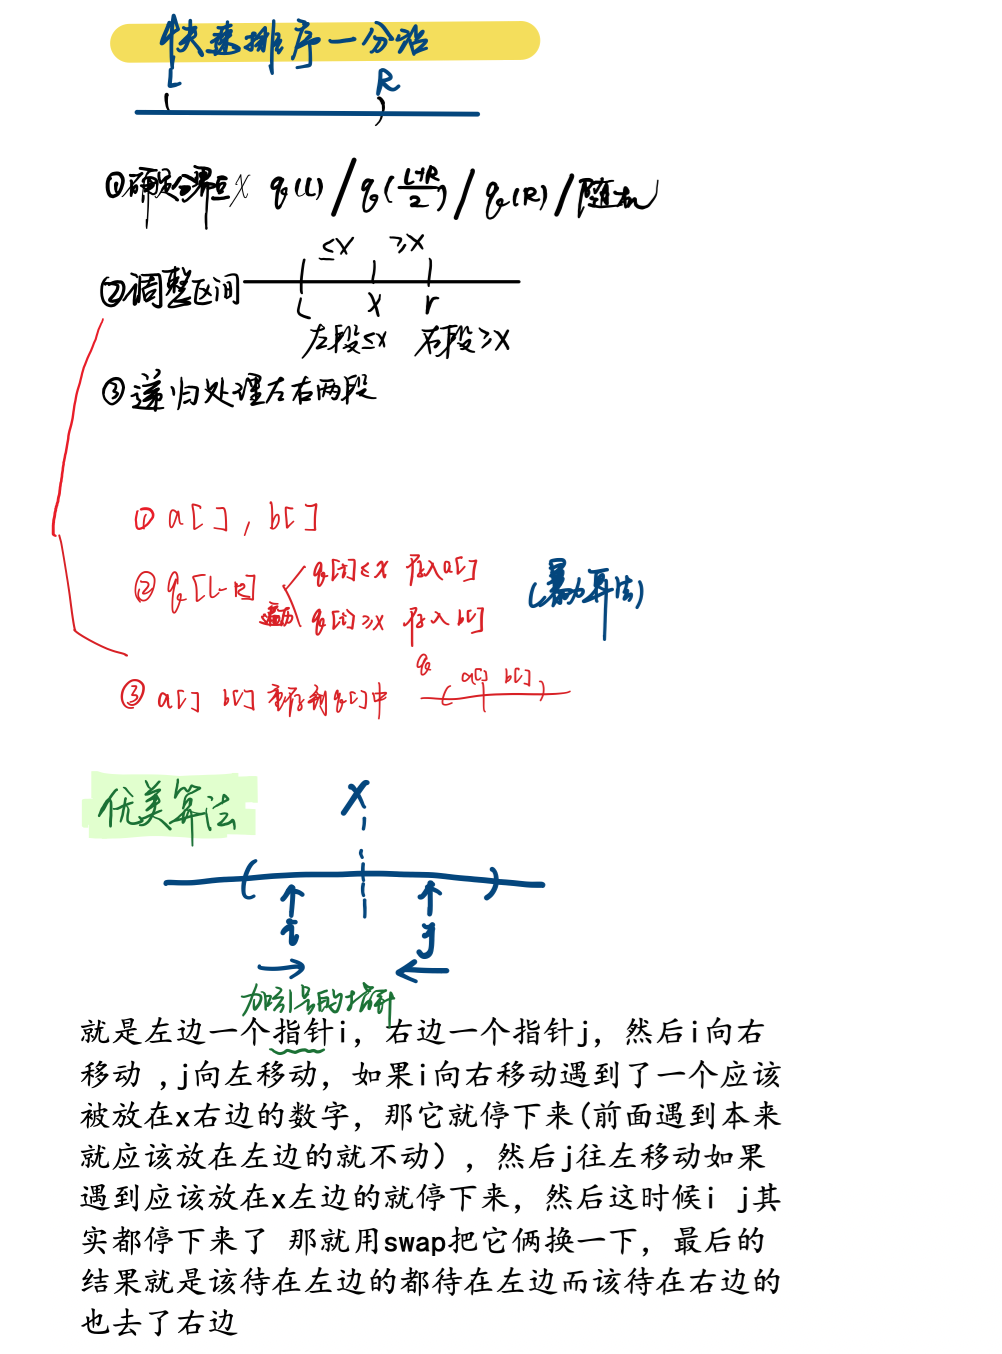 快速排序—分治
L R
①确定分界点x q(L)/q(L+R/2)/q(R)/随机
≤x ≥x
②调整区间
L x r
左段≤x 右段≥x
③递归处理左右两段
① a[], b[]
q[i]≤x 存入a[]
② q[L-R] 遍历 (暴力算法)
q[i]≥x 存入b[]
q a[] b[]
③ a[] b[] 重存到q[]中
优美算法 x
i j
加引号的指针
就是左边一个指针i，右边一个指针j，然后i向右
移动 ,j向左移动，如果i向右移动遇到了一个应该
被放在x右边的数字，那它就停下来(前面遇到本来
就应该放在左边的就不动），然后j往左移动如果
遇到应该放在x左边的就停下来，然后这时候i j其
实都停下来了 那就用swap把它俩换一下，最后的
结果就是该待在左边的都待在左边而该待在右边的
也去了右边